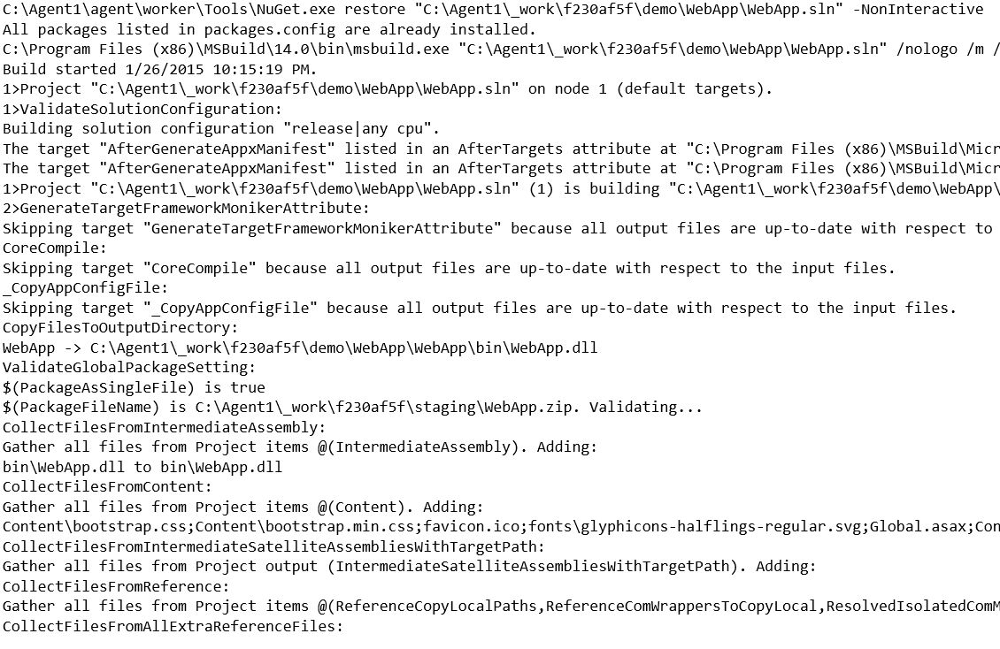 C:\Agent1\agent\worker\Tools\NuGet.exe restore "C:\Agent1\_work\f230af5f\demo\WebApp\WebApp.sln" -NonInteractive
All packages listed in packages.config are already installed.
C:\Program Files (x86)\MSBuild\14.0\bin\msbuild.exe "C:\Agent1\_work\f230af5f\demo\WebApp\WebApp.sln" /nologo /m /
Build started 1/26/2015 10:15:19 PM.
1>Project "C:\Agent1\_work\f230af5f\demo\WebApp\WebApp.sln" on node 1 (default targets).
1>ValidateSolutionConfiguration:
Building solution configuration "release|any cpu".
The target "AfterGenerateAppxManifest" listed in an AfterTargets attribute at "C:\Program Files (x86)\MSBuild\Micr
The target "AfterGenerateAppxManifest" listed in an AfterTargets attribute at "C:\Program Files (x86)\MSBuild\Micr
1>Project "C:\Agent1\_work\f230af5f\demo\WebApp\WebApp.sln" (1) is building "C:\Agent1\_work\f230af5f\demo\WebApp\
2>GenerateTargetFrameworkMonikerAttribute:
Skipping target "GenerateTargetFrameworkMonikerAttribute" because all output files are up-to-date with respect to
CoreCompile:
Skipping target "CoreCompile" because all output files are up-to-date with respect to the input files.
_CopyAppConfigFile:
Skipping target "_CopyAppConfigFile" because all output files are up-to-date with respect to the input files.
CopyFilesToOutputDirectory:
WebApp -> C:\Agent1\_work\f230af5f\demo\WebApp\WebApp\bin\WebApp.dll
ValidateGlobalPackageSetting:
$(PackageAsSingleFile) is true
$(PackageFileName) is C:\Agent1\_work\f230af5f\staging\WebApp.zip. Validating...
CollectFilesFromIntermediateAssembly:
Gather all files from Project items @(IntermediateAssembly). Adding:
bin\WebApp.dll to bin\WebApp.dll
CollectFilesFromContent:
Gather all files from Project items @(Content). Adding:
Content\bootstrap.css;Content\bootstrap.min.css;favicon.ico;fonts\glyphicons-halflings-regular.svg;Global.asax;Con
CollectFilesFromIntermediateSatelliteAssembliesWithTargetPath:
Gather all files from Project output (IntermediateSatelliteAssembliesWithTargetPath). Adding:
CollectFilesFromReference:
Gather all files from Project items @(ReferenceCopyLocalPaths,ReferenceComWrappersToCopyLocal,ResolvedIsolatedComM
CollectFilesFromAllExtraReferenceFiles: